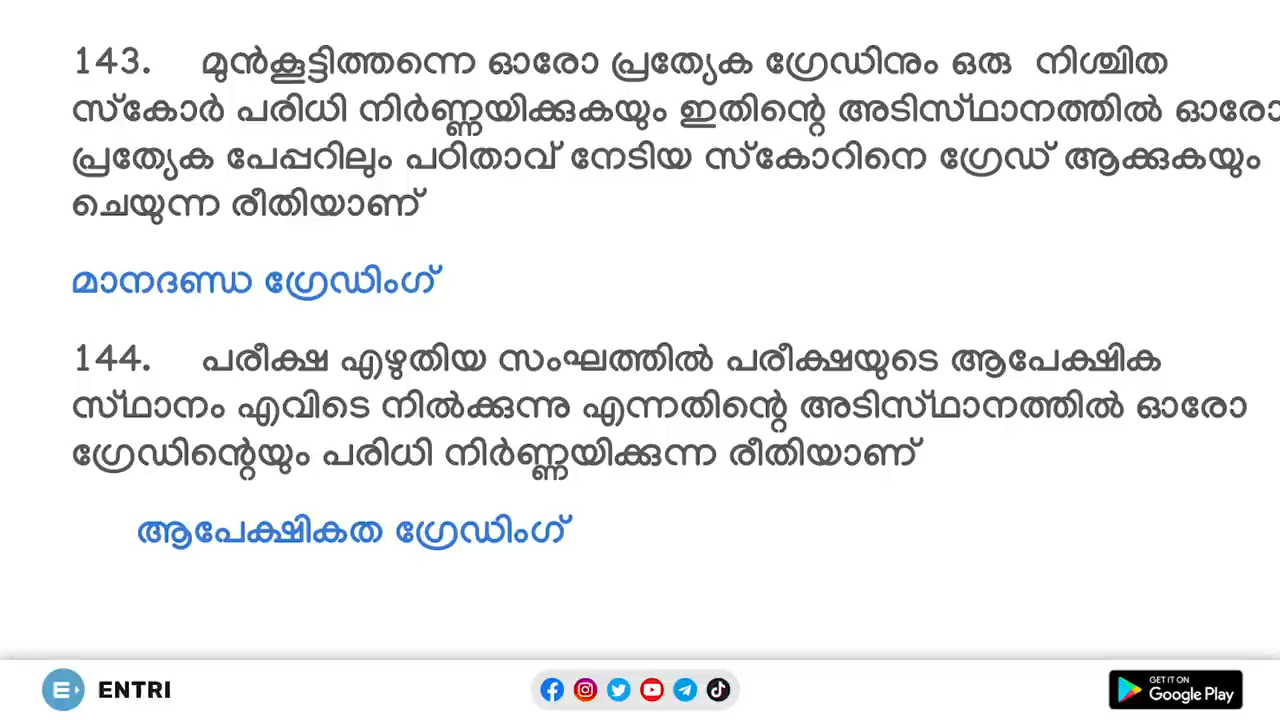 143. മുൻകൂട്ടിത്തന്നെ ഓരോ പ്രത്യേക ഗ്രേഡിനും ഒരു നിശ്ചിത
സ്കോർ പരിധി നിർണ്ണയിക്കുകയും ഇതിന്റെ അടിസ്ഥാനത്തിൽ ഓരോ
പ്രത്യേക പേപ്പറിലും പഠിതാവ് നേടിയ സ്കോറിനെ ഗ്രേഡ് ആക്കുകയും
ചെയുന്ന രീതിയാണ്
മാനദണ്ഡ ഗ്രേഡിംഗ്
144. പരീക്ഷ എഴുതിയ സംഘത്തിൽ പരീക്ഷയുടെ ആപേക്ഷിക
സ്ഥാനം എവിടെ നിൽക്കുന്നു എന്നതിന്റെ അടിസ്ഥാനത്തിൽ ഓരോ
ഗ്രേഡിന്റെയും പരിധി നിർണ്ണയിക്കുന്ന രീതിയാണ്
ആപേക്ഷികത ഗ്രേഡിംഗ്
ENTRI
GET IT ON
Google Play